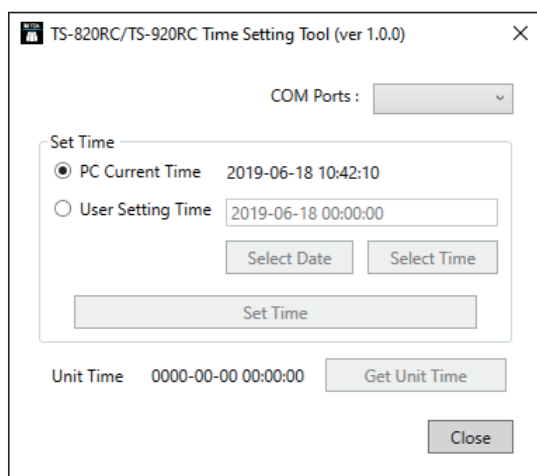 TS-820RC/TS-920RC Time Setting Tool (ver 1.0.0)
COM Ports :
Set Time
PC Current Time 2019-06-18 10:42:10
User Setting Time 2019-06-18 00:00:00
Select Date Select Time
Set Time
Unit Time 0000-00-00 00:00:00 Get Unit Time
Close